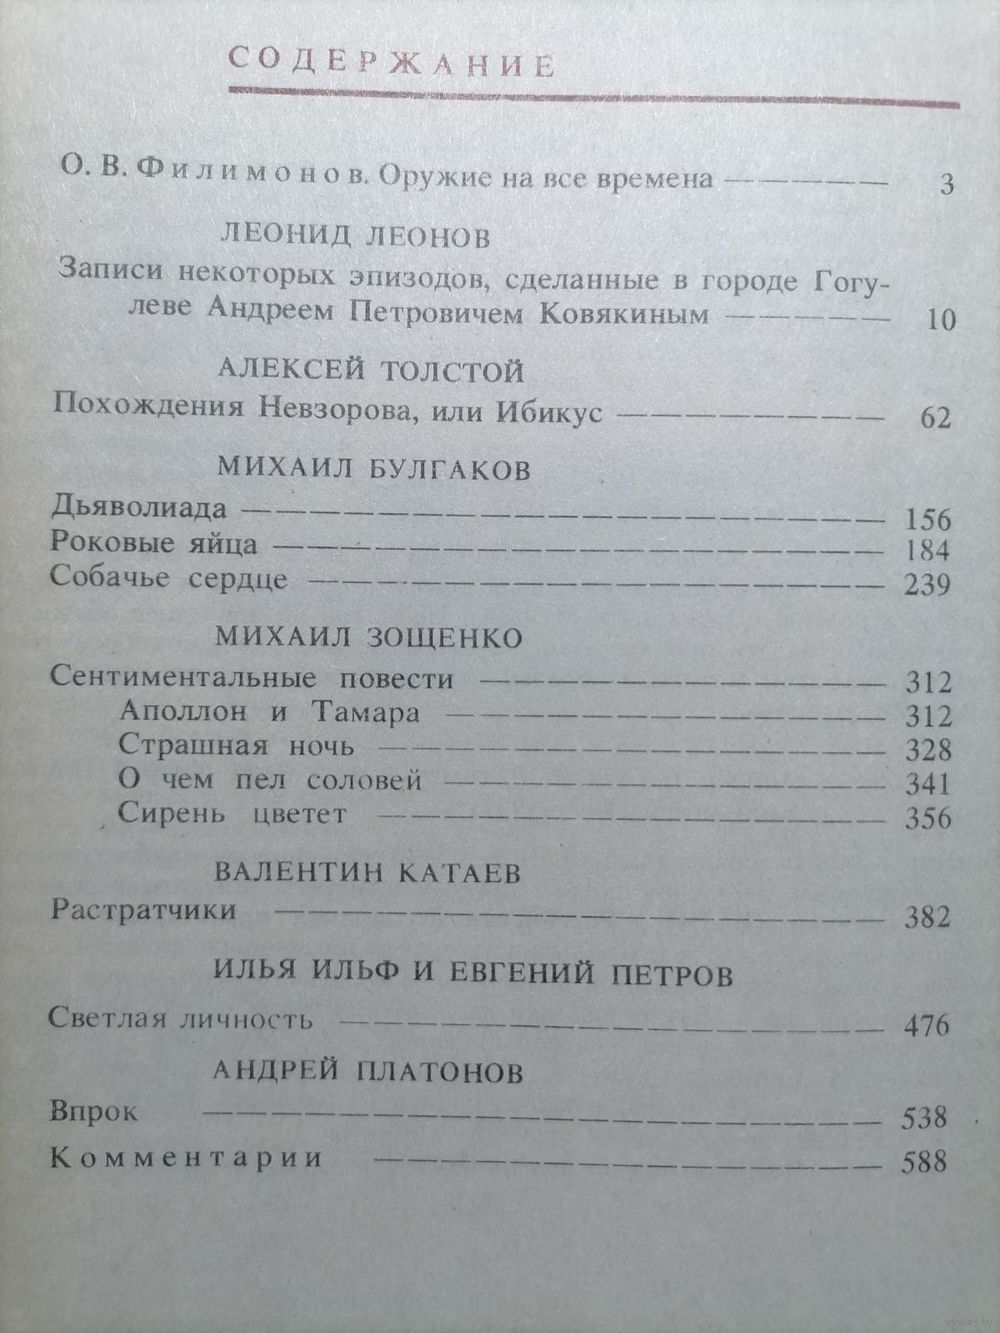 СОДЕРЖАНИЕ
О. В. Филимонов. Оружие на все времена — — — — — 3
ЛЕОНИД ЛЕОНОВ
Записи некоторых эпизодов, сделанные в городе Гогу-
леве Андреем Петровичем Ковякиным — — — — — 10
АЛЕКСЕЙ ТОЛСТОЙ
Похождения Невзорова, или Ибикус — — — — — — — — 62
МИХАИЛ БУЛГАКОВ
Дьяволиада — — — — — — — — — — — — — — — — — — — 156
Роковые яйца — — — — — — — — — — — — — — — — — — 184
Собачье сердце — — — — — — — — — — — — — — — — — 239
МИХАИЛ ЗОЩЕНКО
Сентиментальные повести — — — — — — — — — — — — 312
Аполлон и Тамара — — — — — — — — — — — — — 312
Страшная ночь — — — — — — — — — — — — — — — 328
О чем пел соловей — — — — — — — — — — — — — 341
Сирень цветет — — — — — — — — — — — — — — — 356
ВАЛЕНТИН КАТАЕВ
Растратчики — — — — — — — — — — — — — — — — — — 382
ИЛЬЯ ИЛЬФ И ЕВГЕНИЙ ПЕТРОВ
Светлая личность — — — — — — — — — — — — — — — — 476
АНДРЕЙ ПЛАТОНОВ
Впрок — — — — — — — — — — — — — — — — — — — — 538
Комментарии — — — — — — — — — — — — — — — 588
www.ay.by